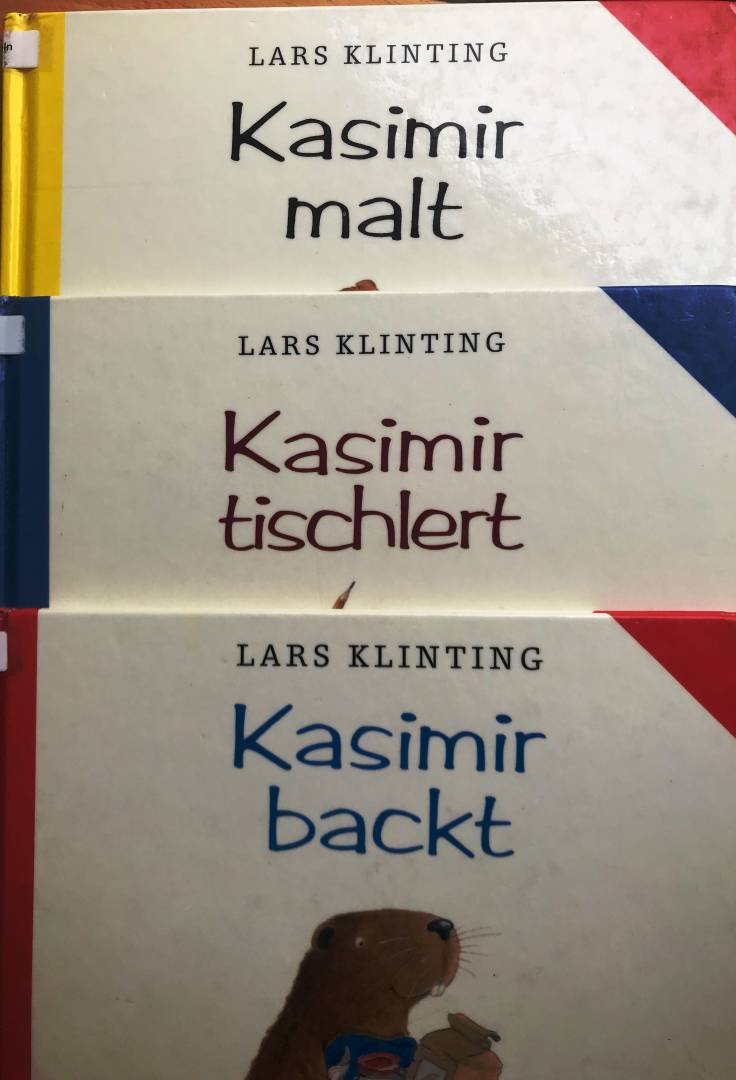 LARS KLINTING
Kasimir
malt
LARS KLINTING
Kasimir
tischlert
LARS KLINTING
Kasimir
backt